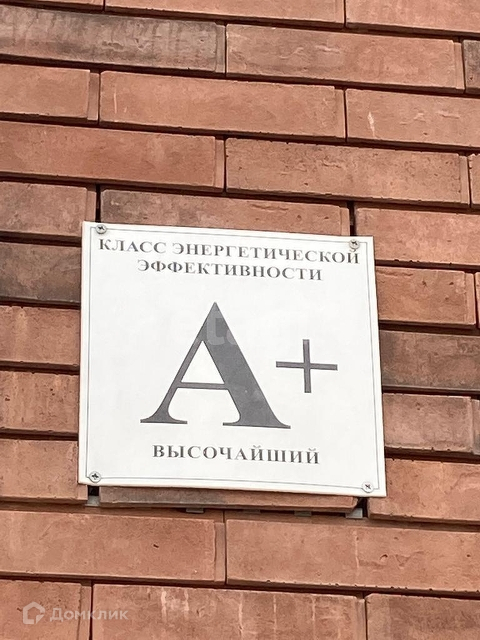 КЛАСС ЭНЕРГЕТИЧЕСКОЙ
ЭФФЕКТИВНОСТИ
A+
ВЫСОЧАЙШИЙ
Домклик